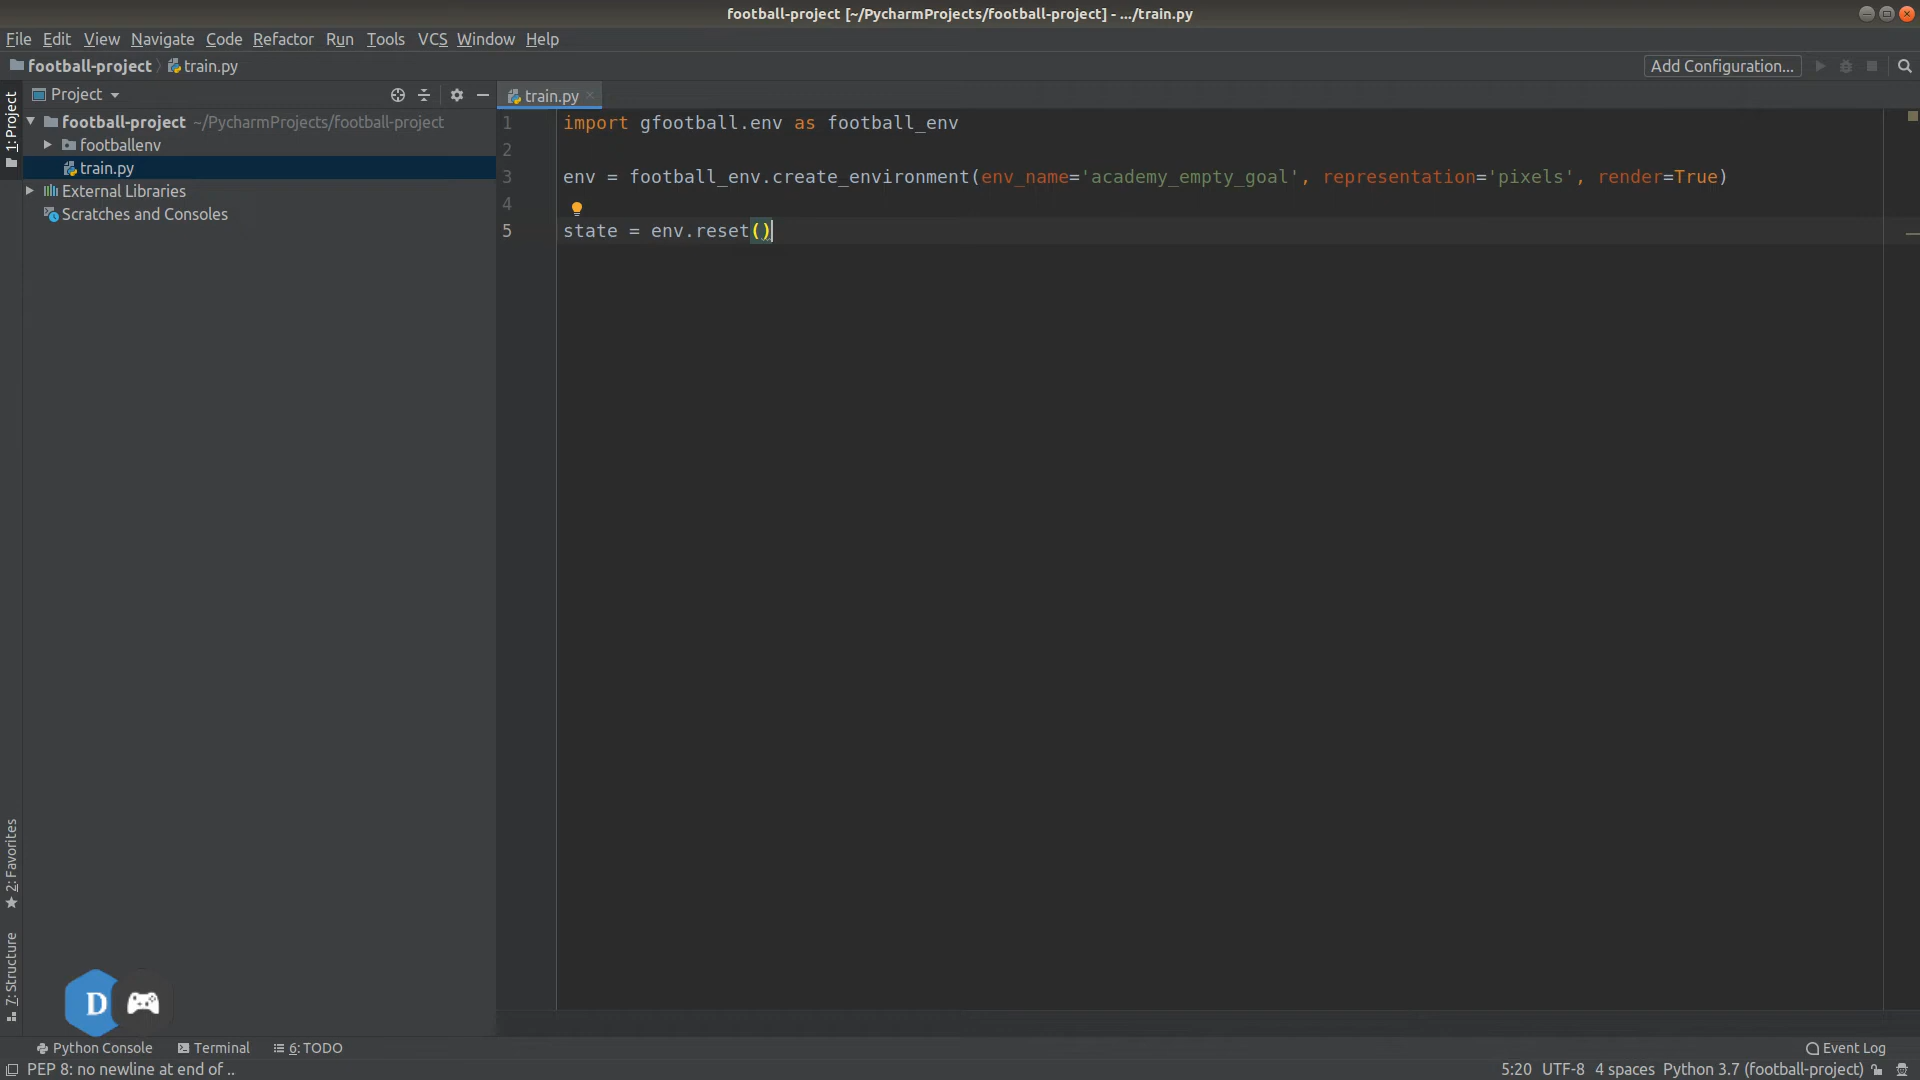 football-project [~/PycharmProjects/football-project] - .../train.py
File Edit View Navigate Code Refactor Run Tools VCS Window Help
football-project train.py Add Configuration...
1: Project
Project
train.py
football-project ~/PycharmProjects/football-project
footballenv
train.py
External Libraries
Scratches and Consoles
1 import gfootball.env as football_env
2
3 env = football_env.create_environment(env_name='academy_empty_goal', representation='pixels', render=True)
4
5 state = env.reset()
2: Favorites
7: Structure
D
Python Console Terminal 6: TODO Event Log
PEP 8: no newline at end of .. 5:20 UTF-8 4 spaces Python 3.7 (football-project)